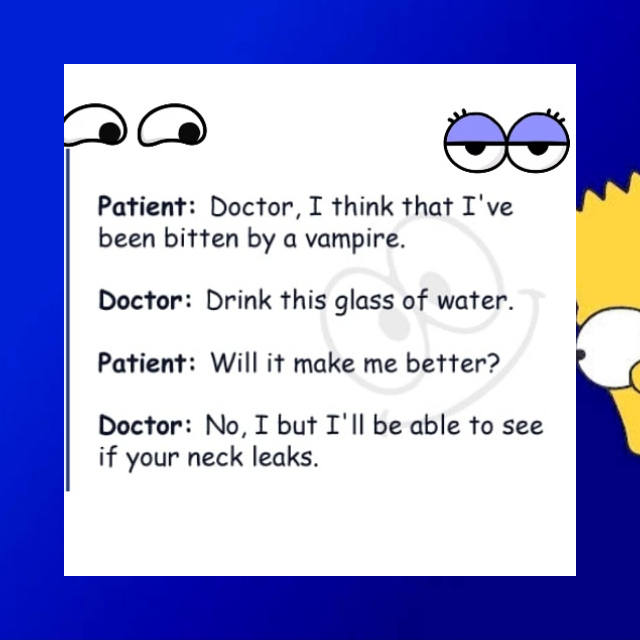 Patient: Doctor, I think that I've
been bitten by a vampire.
Doctor: Drink this glass of water.
Patient: Will it make me better?
Doctor: No, I but I'll be able to see
if your neck leaks.